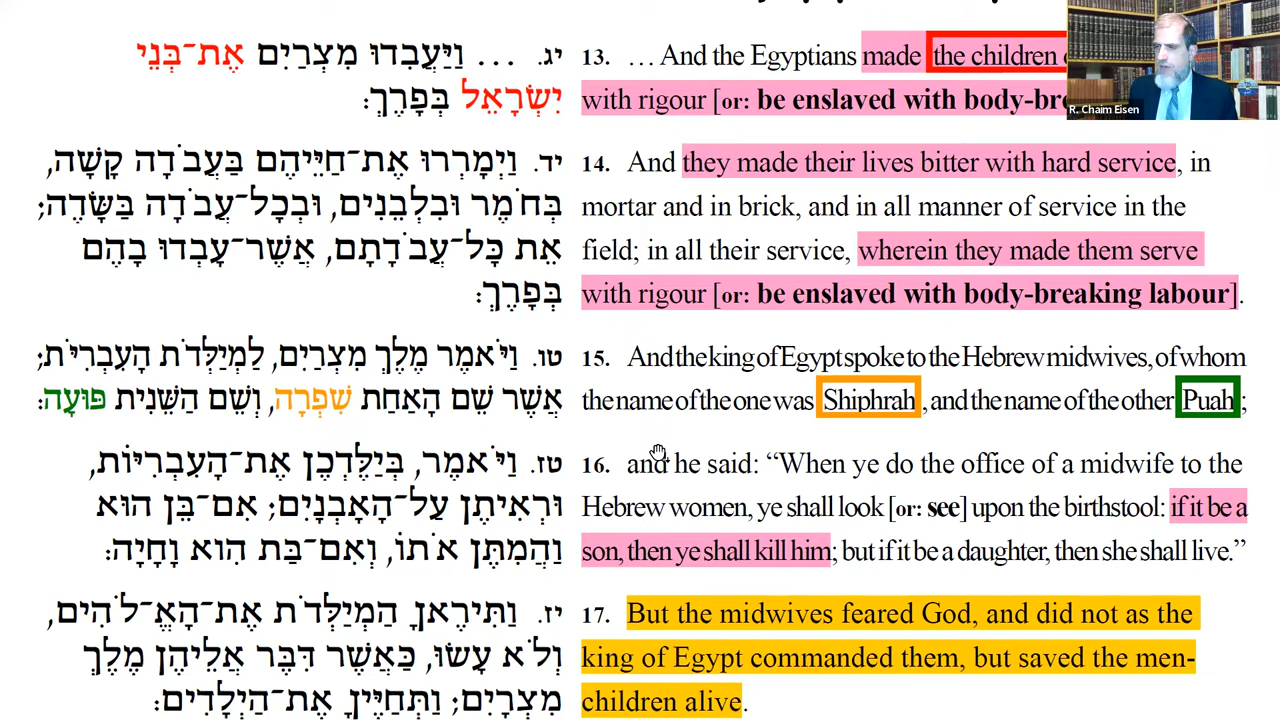 יג. … וַיַּעֲבִדוּ מִצְרַיִם אֶת־בְּנֵי
יִשְׂרָאֵל בְּפָרֶךְ:
13. … And the Egyptians made the children
with rigour [or: be enslaved with
R. Chaim Eisen
יד. וַיְמָרְרוּ אֶת־חַיֵּיהֶם בַּעֲבֹדָה קָשָׁה,
בְּחֹמֶר וּבִלְבֵנִים, וּבְכָל־עֲבֹדָה בַּשָּׂדֶה;
אֵת כָּל־עֲבֹדָתָם, אֲשֶׁר־עָבְדוּ בָהֶם
בְּפָרֶךְ:
14. And they made their lives bitter with hard service, in
mortar and in brick, and in all manner of service in the
field; in all their service, wherein they made them serve
with rigour [or: be enslaved with body-breaking labour].
טו. וַיֹּאמֶר מֶלֶךְ מִצְרַיִם, לַמְיַלְּדֹת הָעִבְרִיֹּת;
אֲשֶׁר שֵׁם הָאַחַת שִׁפְרָה, וְשֵׁם הַשֵּׁנִית פּוּעָה:
15. And the king of Egypt spoke to the Hebrew midwives, of whom
the name of the one was Shiphrah, and the name of the other Puah;
טז. וַיֹּאמֶר, בְּיַלֶּדְכֶן אֶת־הָעִבְרִיּוֹת,
וּרְאִיתֶן עַל־הָאָבְנָיִם; אִם־בֵּן הוּא
וַהֲמִתֶּן אֹתוֹ, וְאִם־בַּת הִוא וָחָיָה:
16. and he said: “When ye do the office of a midwife to the
Hebrew women, ye shall look [or: see] upon the birthstool: if it be a
son, then ye shall kill him; but if it be a daughter, then she shall live.”
יז. וַתִּירֶאןָ הַמְיַלְּדֹת אֶת־הָאֱ־לֹהִים,
וְלֹא עָשׂוּ, כַּאֲשֶׁר דִּבֶּר אֲלֵיהֶן מֶלֶךְ
מִצְרָיִם; וַתְּחַיֶּיןָ אֶת־הַיְלָדִים:
17. But the midwives feared God, and did not as the
king of Egypt commanded them, but saved the men-
children alive.